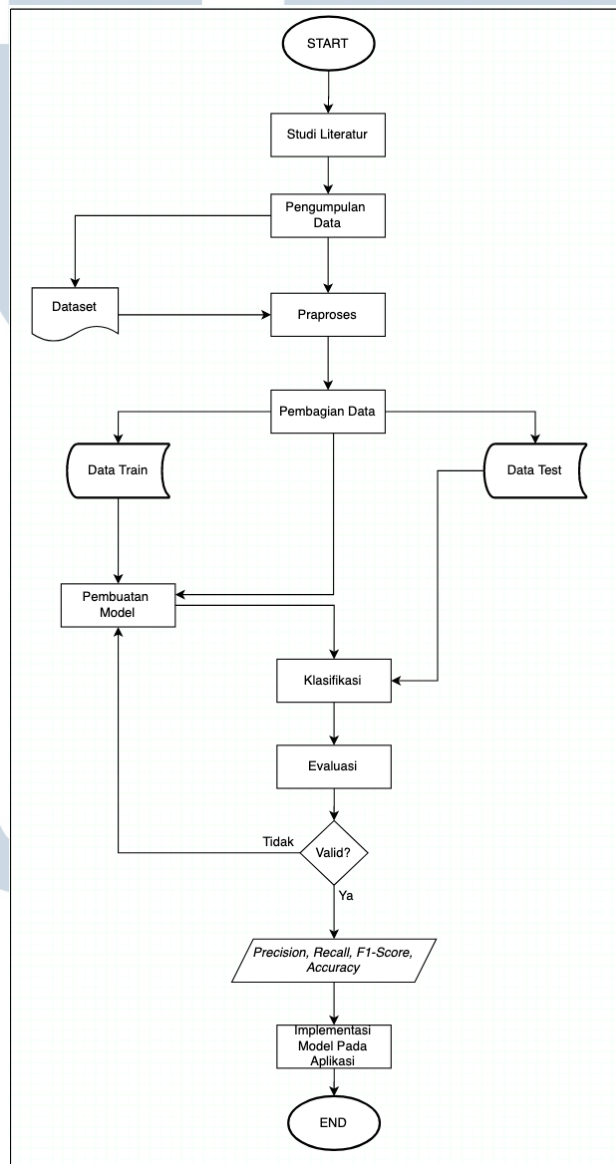 START
Studi Literatur
Pengumpulan
Data
Dataset
Praproses
Pembagian Data
Data Train
Data Test
Pembuatan
Model
Klasifikasi
Evaluasi
Tidak
Valid?
Ya
Precision, Recall, F1-Score,
Accuracy
Implementasi
Model Pada
Aplikasi
END